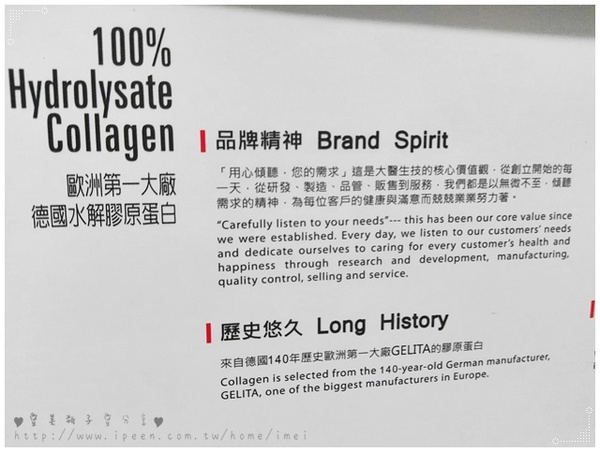 100%
Hydrolysate
Collagen
歐洲第一大廠
德國水解膠原蛋白
品牌精神 Brand Spirit
「用心傾聽，您的需求」這是大醫生技的核心價值觀，從創立開始的每
一天，從研發、製造、品管、販售到服務，我們都是以無微不至，傾聽
需求的精神，為每位客戶的健康與滿意而兢兢業業努力著。
“Carefully listen to your needs”--- this has been our core value since
we were established. Every day, we listen to our customers’ needs
and dedicate ourselves to caring for every customer’s health and
happiness through research and development, manufacturing,
quality control, selling and service.
歷史悠久 Long History
來自德國140年歷史歐洲第一大廠GELITA的膠原蛋白
Collagen is selected from the 140-year-old German manufacturer,
GELITA, one of the biggest manufacturers in Europe.
♥愛美袮子愛分享♥
http://www.ipeen.com.tw/home/imei